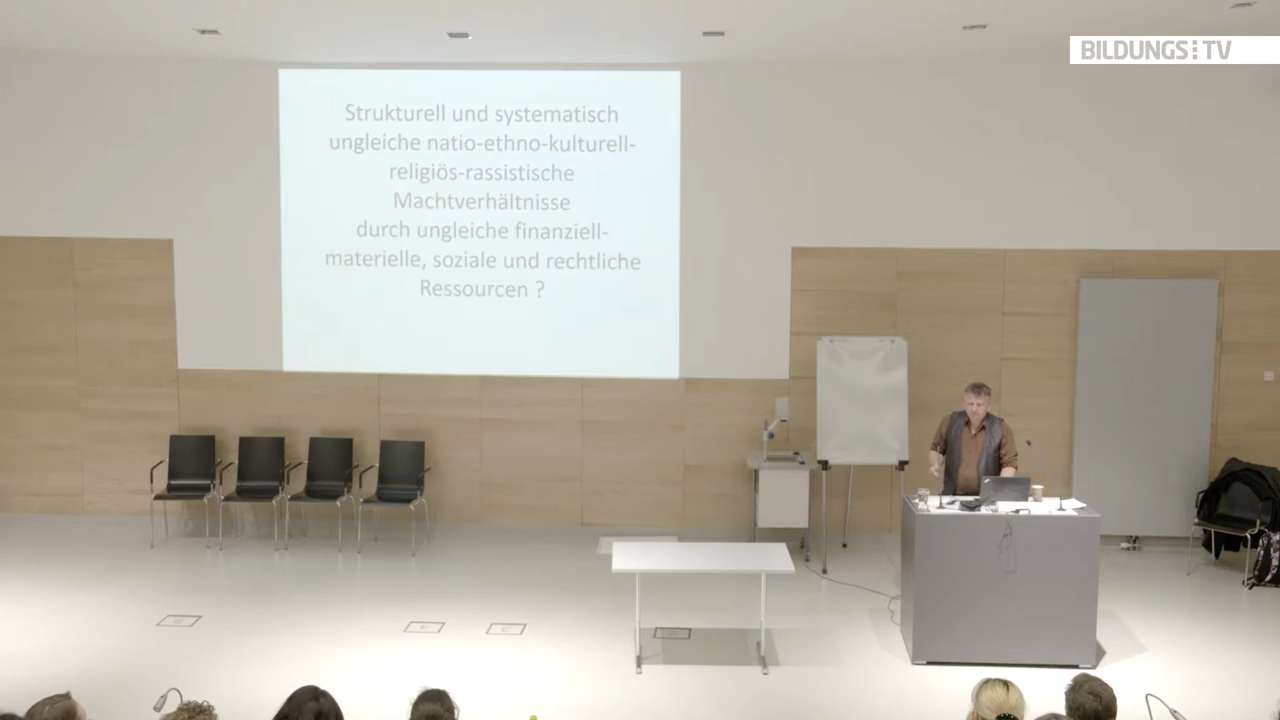 BILDUNGS TV
Strukturell und systematisch
ungleiche natio-ethno-kulturell-
religiös-rassistische
Machtverhältnisse
durch ungleiche finanziell-
materielle, soziale und rechtliche
Ressourcen ?